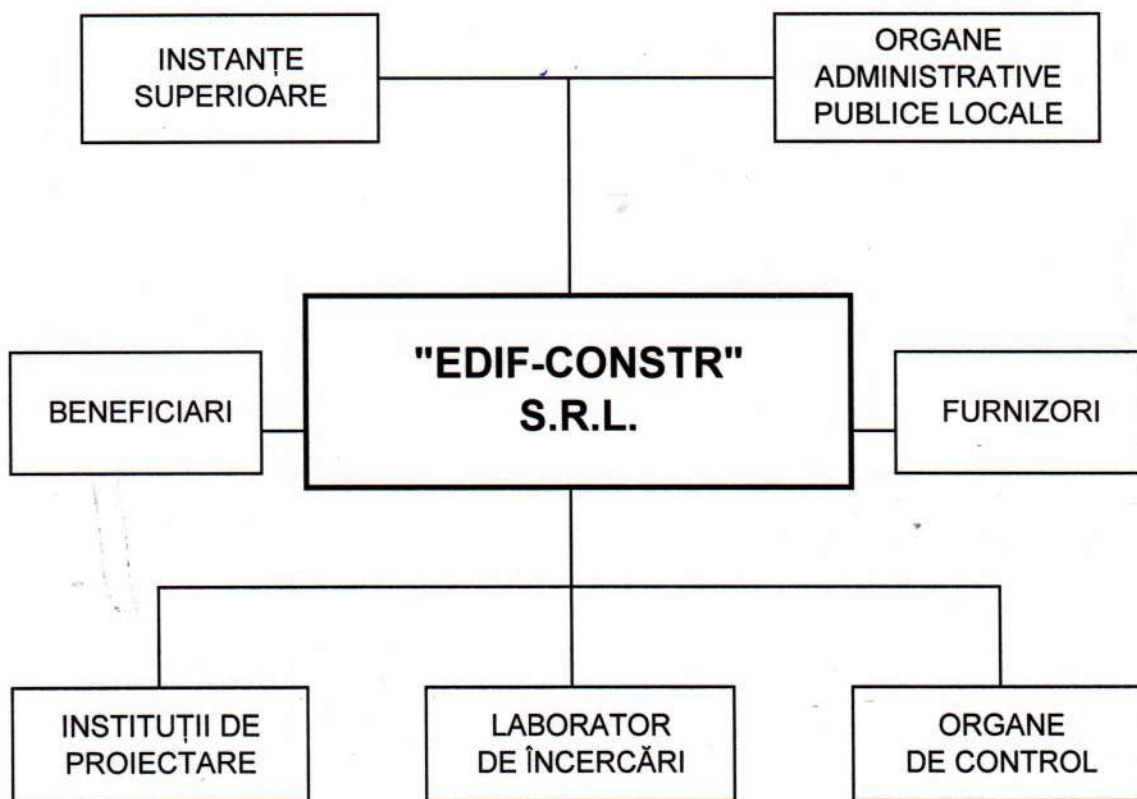 INSTANȚE
SUPERIOARE
ORGANE
ADMINISTRATIVE
PUBLICE LOCALE
"EDIF-CONSTR"
S.R.L.
BENEFICIARI
FURNIZORI
INSTITUȚII DE
PROIECTARE
LABORATOR
DE ÎNCERCĂRI
ORGANE
DE CONTROL